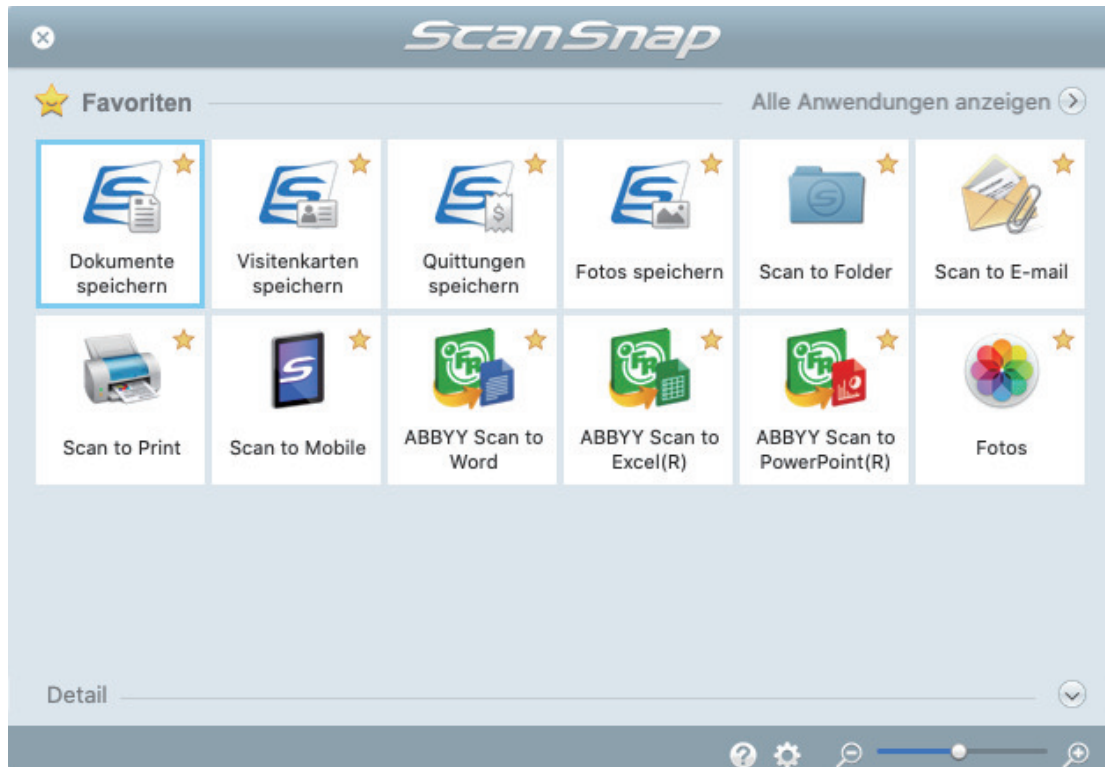 ScanSnap
Favoriten
Alle Anwendungen anzeigen
Dokumente
speichern
Visitenkarten
speichern
Quittungen
speichern
Fotos speichern
Scan to Folder
Scan to E-mail
Scan to Print
Scan to Mobile
ABBYY Scan to
Word
ABBYY Scan to
Excel(R)
ABBYY Scan to
PowerPoint(R)
Fotos
Detail